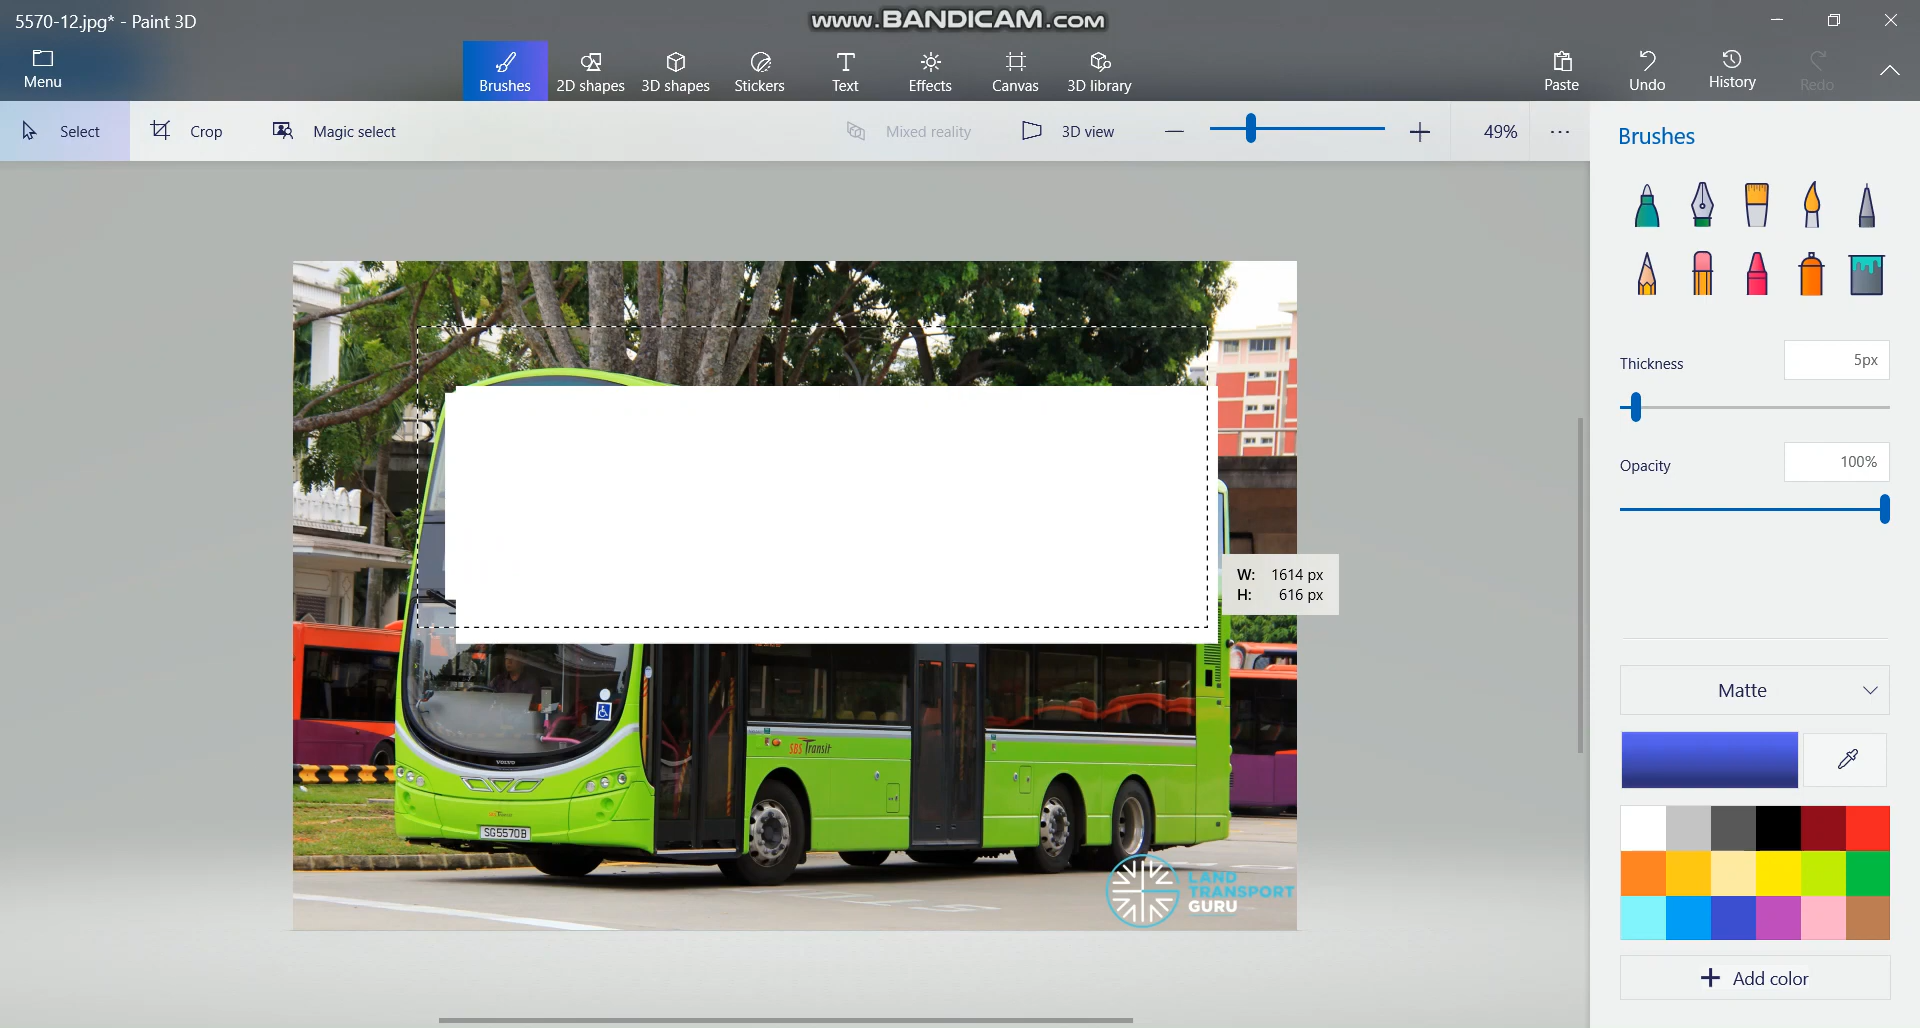 5570-12.jpg* - Paint 3D
www.BANDICAM.com
Menu
Brushes
2D shapes
3D shapes
Stickers
Text
Effects
Canvas
3D library
Paste
Undo
History
Redo
Select
Crop
Magic select
Mixed reality
3D view
49%
Brushes
Thickness
5px
Opacity
100%
W: 1614 px
H: 616 px
SBS Transit
VOLVO
SG5570B
LAND
TRANSPORT
GURU
Matte
Add color